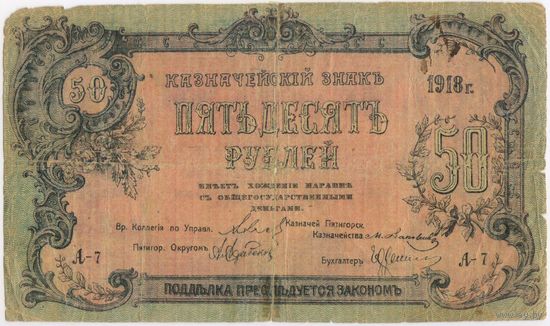 КАЗНАЧЕЙСКІЙ ЗНАКЪ
1918 г.
50
ПЯТЬДЕСЯТЪ
РУБЛЕЙ
50
ИМѢЕТЪ ХОЖДЕНІЕ НАРАВНѢ
СЪ ОБЩЕГОСУДАРСТВЕННЫМИ
ДЕНЬГАМИ.
Вр. Коллегія по Управл.
Казначей Пятигорск.
Казначейства
Пятигор. Округомъ
Бухгалтеръ
А-7
А-7
ПОДДѢЛКА ПРЕСЛѢДУЕТСЯ ЗАКОНОМЪ